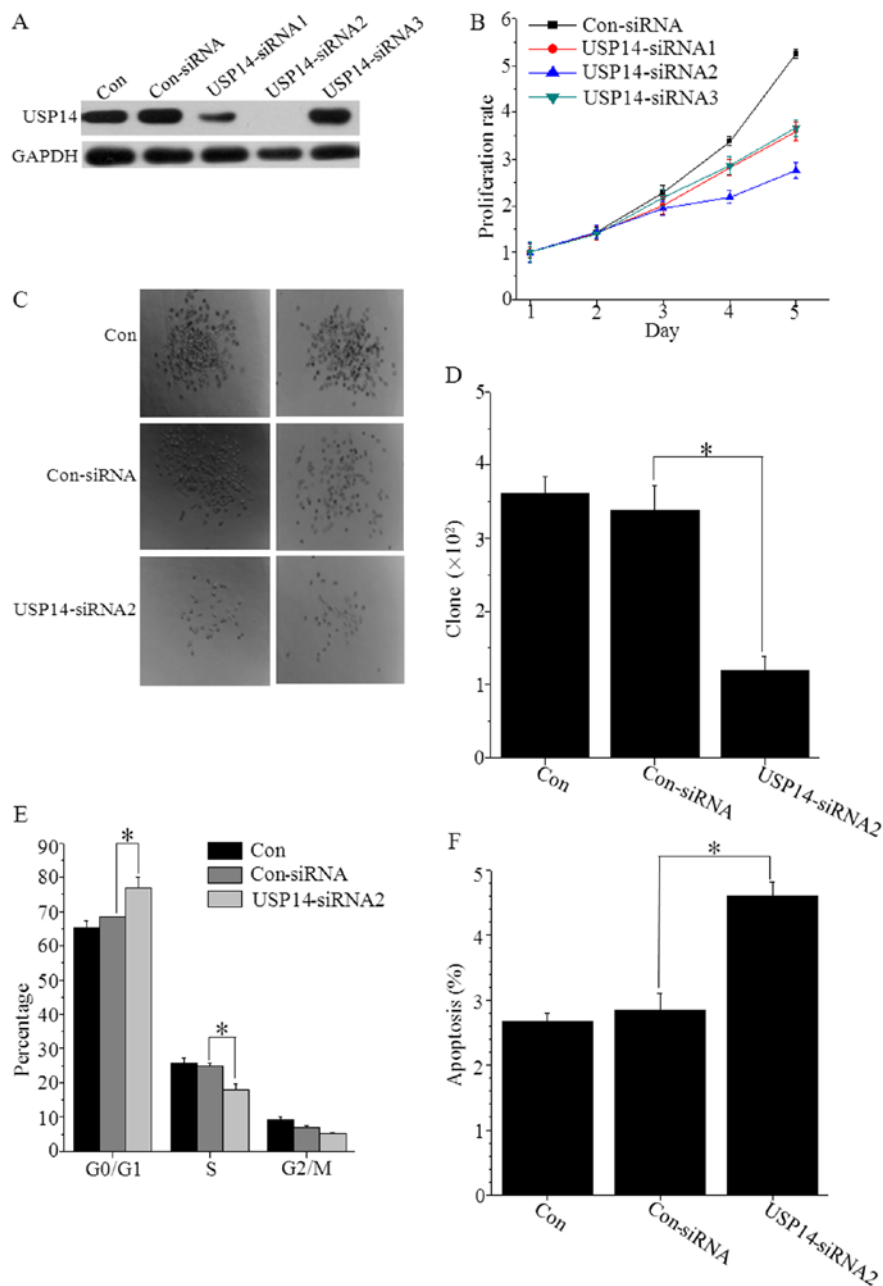 A
Con
Con-siRNA
USP14-siRNA1
USP14-siRNA2
USP14-siRNA3
USP14
GAPDH
B
Con-siRNA
USP14-siRNA1
USP14-siRNA2
USP14-siRNA3
Proliferation rate
6
5
4
3
2
1
0
1
2
3
4
5
Day
C
Con
Con-siRNA
USP14-siRNA2
D
Clone (×10²)
5
4
3
2
1
0
*
Con
Con-siRNA
USP14-siRNA2
E
Percentage
90
80
70
60
50
40
30
20
10
0
*
*
Con
Con-siRNA
USP14-siRNA2
G0/G1
S
G2/M
F
Apoptosis (%)
5
4
3
2
1
0
*
Con
Con-siRNA
USP14-siRNA2